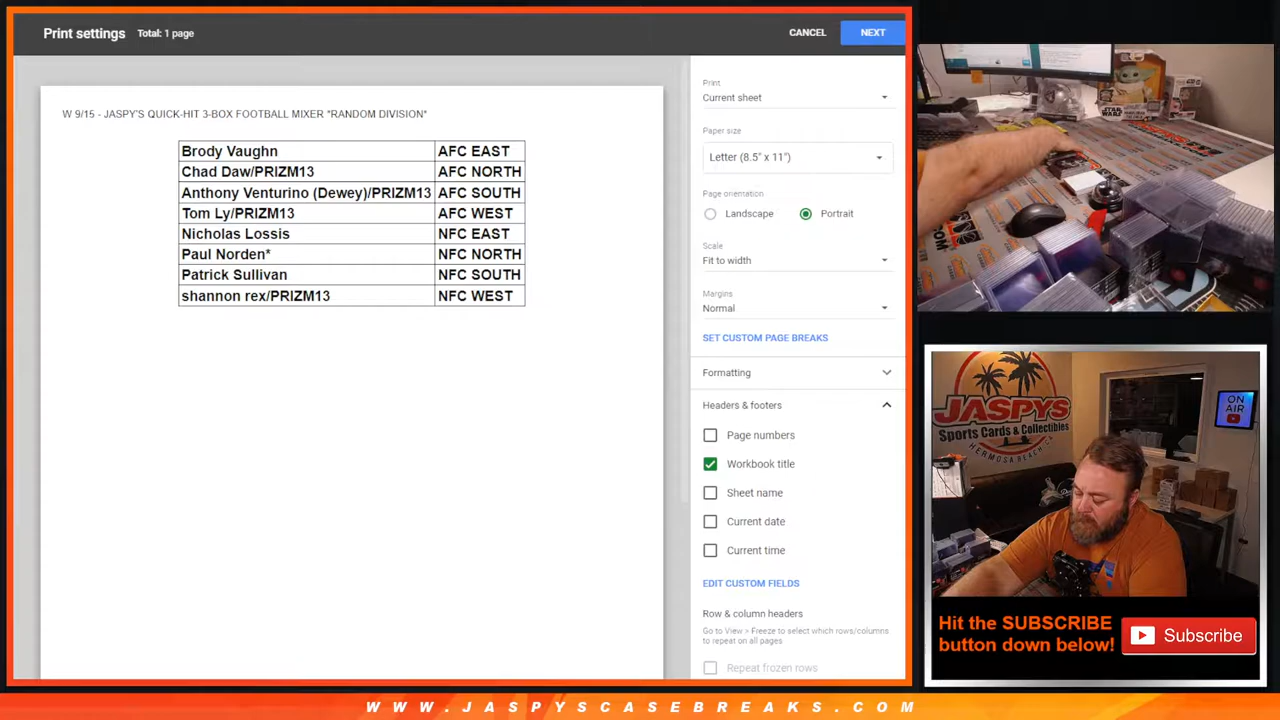 Print settings Total: 1 page CANCEL NEXT
W 9/15 - JASPY'S QUICK-HIT 3-BOX FOOTBALL MIXER *RANDOM DIVISION*
Brody Vaughn AFC EAST
Chad Daw/PRIZM13 AFC NORTH
Anthony Venturino (Dewey)/PRIZM13 AFC SOUTH
Tom Ly/PRIZM13 AFC WEST
Nicholas Lossis NFC EAST
Paul Norden* NFC NORTH
Patrick Sullivan NFC SOUTH
shannon rex/PRIZM13 NFC WEST
Print
Current sheet
Paper size
Letter (8.5" x 11")
Page orientation
Landscape Portrait
Scale
Fit to width
Margins
Normal
SET CUSTOM PAGE BREAKS
Formatting
Headers & footers
Page numbers
Workbook title
Sheet name
Current date
Current time
EDIT CUSTOM FIELDS
Row & column headers
Go to View > Freeze to select which rows/columns
to repeat on all pages
Repeat frozen rows
JASPYS
Sports Cards & Collectibles
HERMOSA BEACH, CA
ON
AIR
Hit the SUBSCRIBE
button down below!
Subscribe
WWW.JASPYSCASEBREAKS.COM